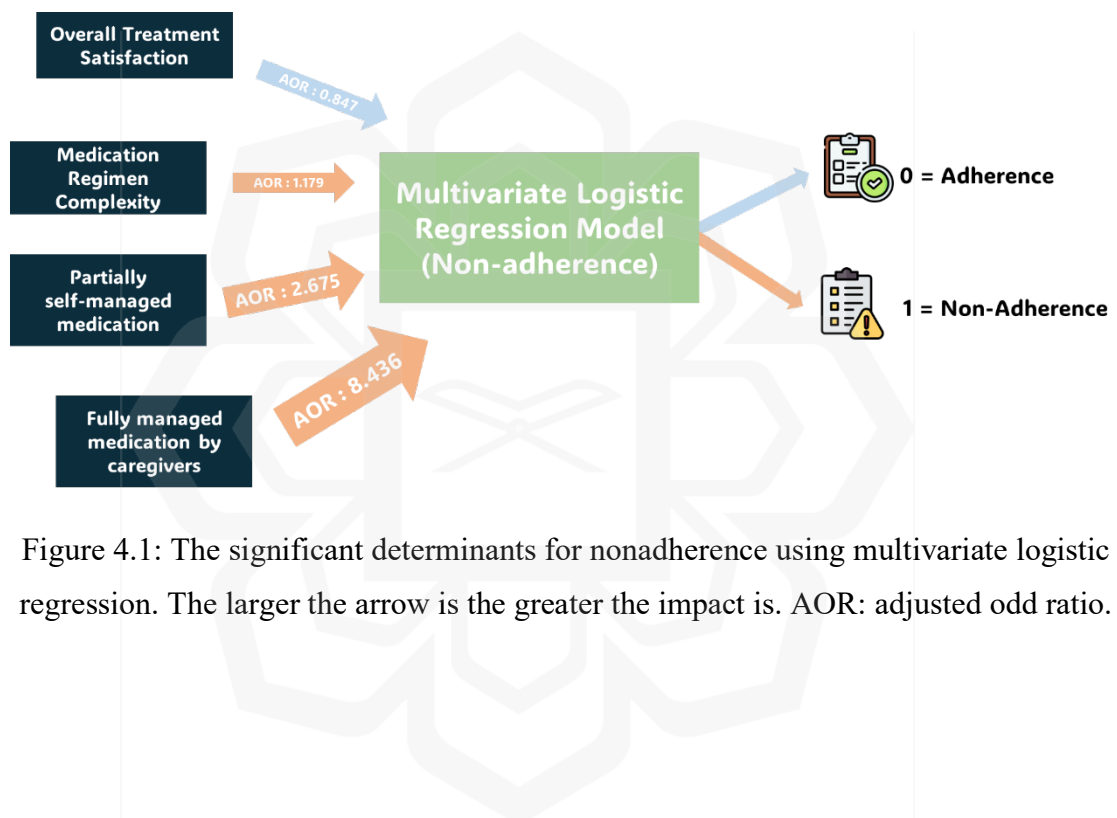 Overall Treatment
Satisfaction
AOR : 0.847
Medication
Regimen
Complexity
AOR : 1.179
Partially
self-managed
medication
AOR : 2.675
Fully managed
medication by
caregivers
AOR : 8.436
Multivariate Logistic
Regression Model
(Non-adherence)
0 = Adherence
1 = Non-Adherence
Figure 4.1: The significant determinants for nonadherence using multivariate logistic
regression. The larger the arrow is the greater the impact is. AOR: adjusted odd ratio.